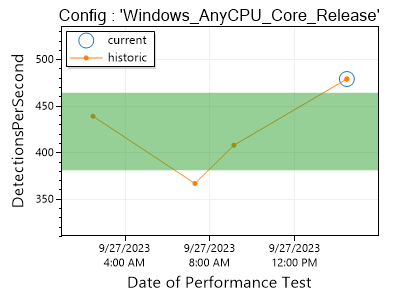 Config : 'Windows_AnyCPU_Core_Release'
current
historic
DetectionsPerSecond
500
450
400
350
9/27/2023
4:00 AM
9/27/2023
8:00 AM
9/27/2023
12:00 PM
Date of Performance Test